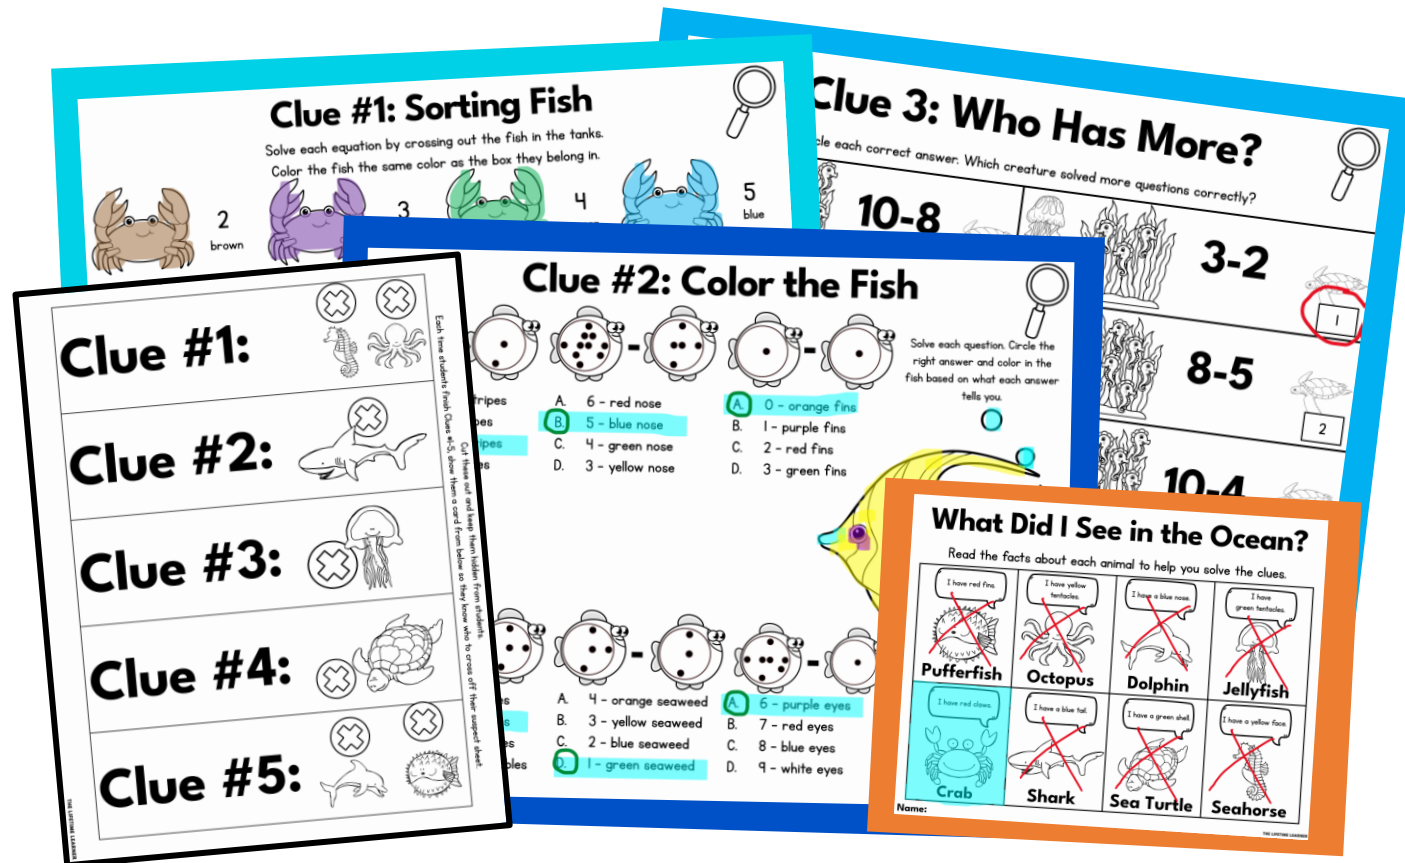 Clue #1: Sorting Fish
Solve each equation by crossing out the fish in the tanks.
Color the fish the same color as the box they belong in.
2
brown
3
4
5
blue
Clue 3: Who Has More?
each correct answer. Which creature solved more questions correctly?
10-8
3-2
1
8-5
2
10-4
Clue #2: Color the Fish
Solve each question. Circle the
right answer and color in the
fish based on what each answer
tells you.
A. 6 - red nose
B. 5 - blue nose
C. 4 - green nose
D. 3 - yellow nose
A. 0 - orange fins
B. 1 - purple fins
C. 2 - red fins
D. 3 - green fins
A. 4 - orange seaweed
B. 3 - yellow seaweed
C. 2 - blue seaweed
D. 1 - green seaweed
A. 6 - purple eyes
B. 7 - red eyes
C. 8 - blue eyes
D. 9 - white eyes
Clue #1:
Clue #2:
Clue #3:
Clue #4:
Clue #5:
Cut these out and keep them hidden from students.
Each time students finish Clues #1-5, show them a card from below so they know who to cross off their suspect sheet.
THE LIFETIME LEARNER
What Did I See in the Ocean?
Read the facts about each animal to help you solve the clues.
I have red fins.
Pufferfish
I have yellow
tentacles.
Octopus
I have a blue nose.
Dolphin
I have
green tentacles.
Jellyfish
I have red claws.
Crab
I have a blue tail.
Shark
I have a green shell.
Sea Turtle
I have a yellow face.
Seahorse
Name:
THE LIFETIME LEARNER